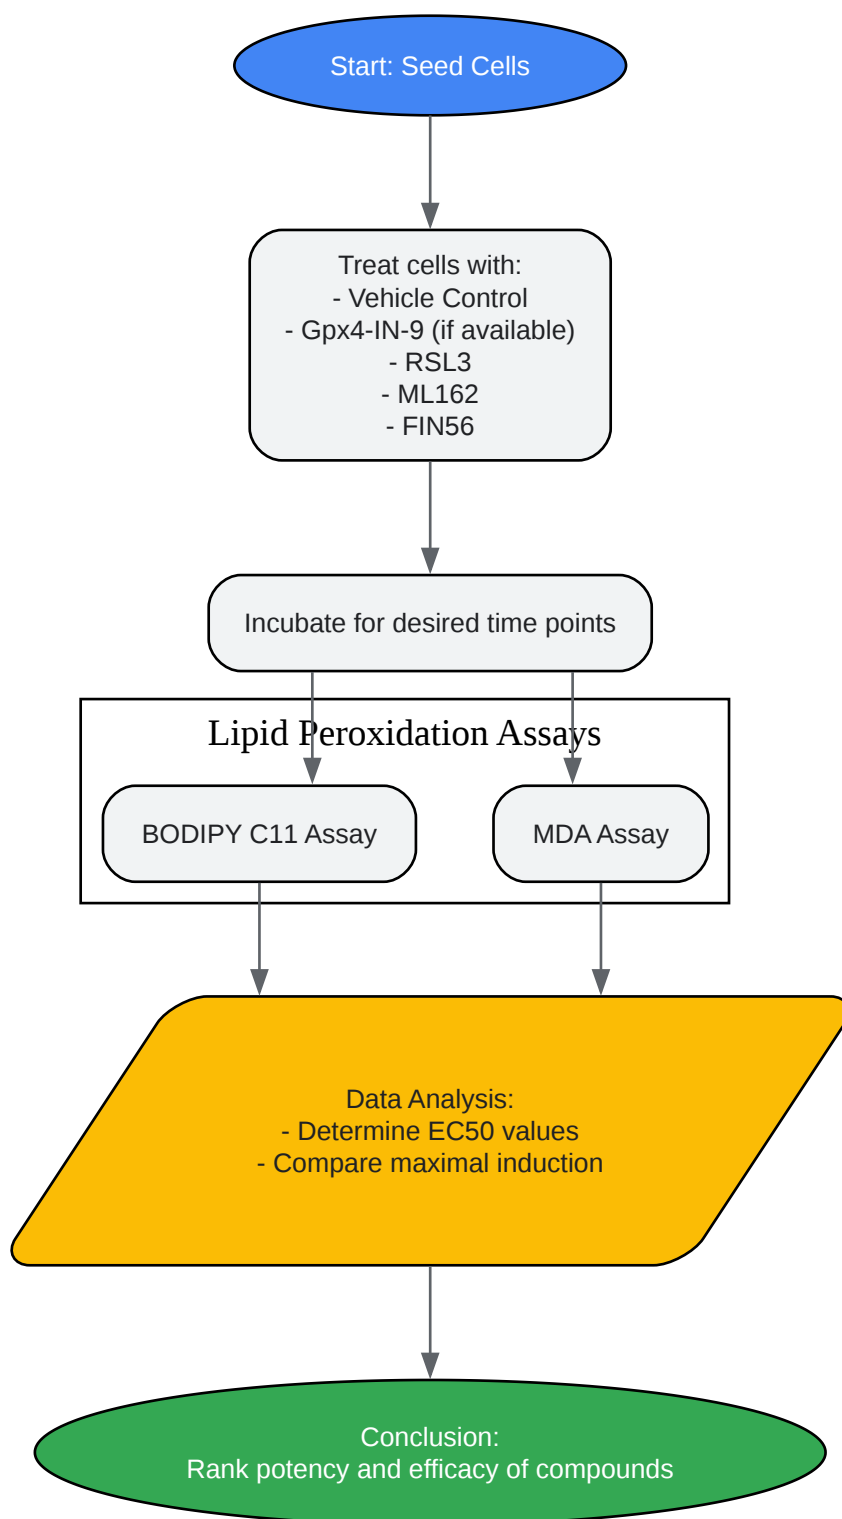 Start: Seed Cells
Treat cells with:
- Vehicle Control
- Gpx4-IN-9 (if available)
- RSL3
- ML162
- FIN56
Incubate for desired time points
Lipid Peroxidation Assays
BODIPY C11 Assay
MDA Assay
Data Analysis:
- Determine EC50 values
- Compare maximal induction
Conclusion:
Rank potency and efficacy of compounds